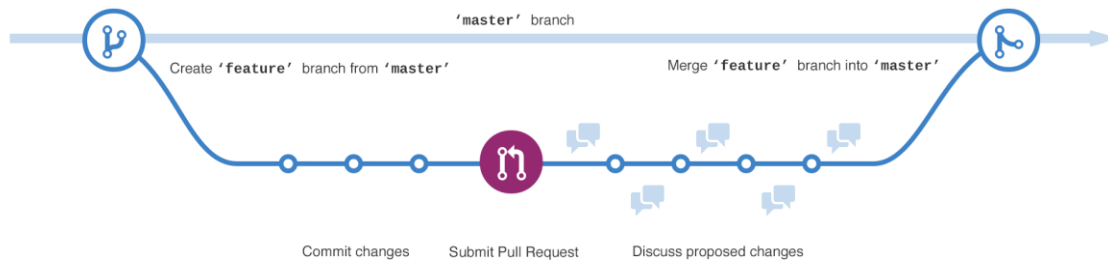 ‘master’ branch
Create ‘feature’ branch from ‘master’
Merge ‘feature’ branch into ‘master’
Commit changes
Submit Pull Request
Discuss proposed changes